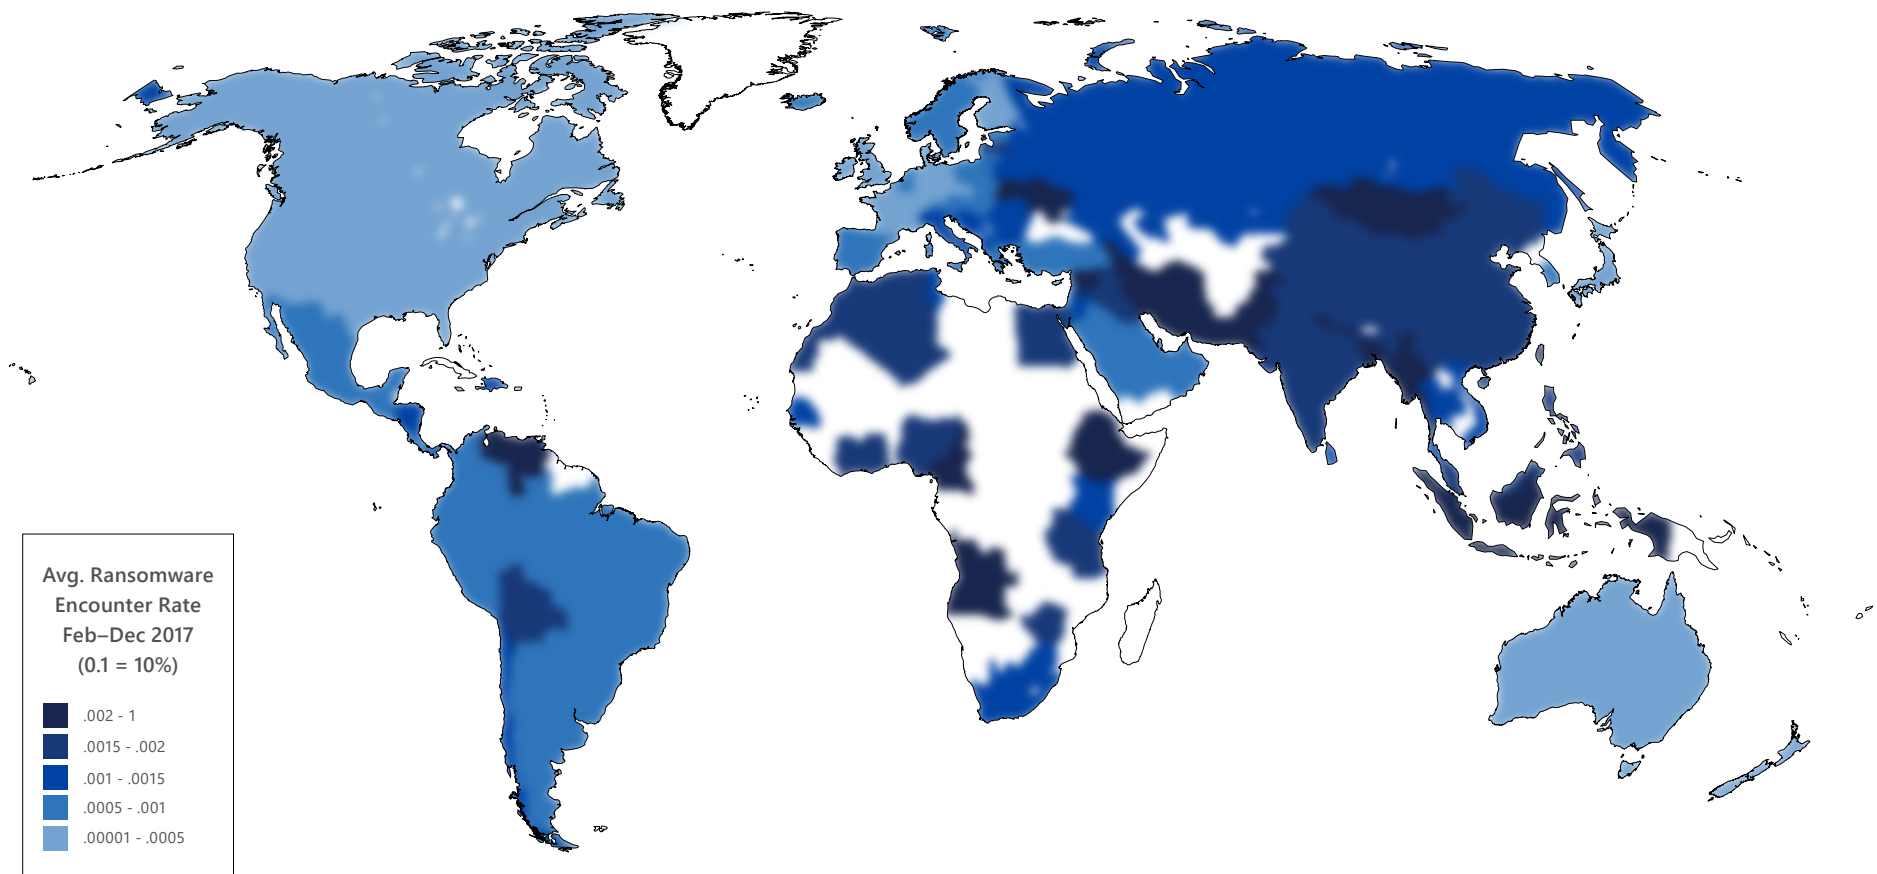 Avg. Ransomware
Encounter Rate
Feb–Dec 2017
(0.1 = 10%)
.002 - 1
.0015 - .002
.001 - .0015
.0005 - .001
.00001 - .0005